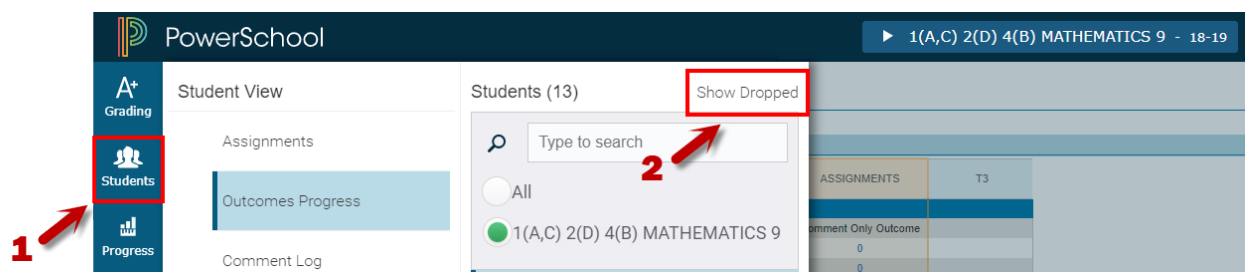 PowerSchool
1(A,C) 2(D) 4(B) MATHEMATICS 9 - 18-19
A+
Grading
Students
Progress
1
Student View
Assignments
Outcomes Progress
Comment Log
Students (13)
Show Dropped
Type to search
2
All
1(A,C) 2(D) 4(B) MATHEMATICS 9
ASSIGNMENTS
T3
omment Only Outcome
0
0